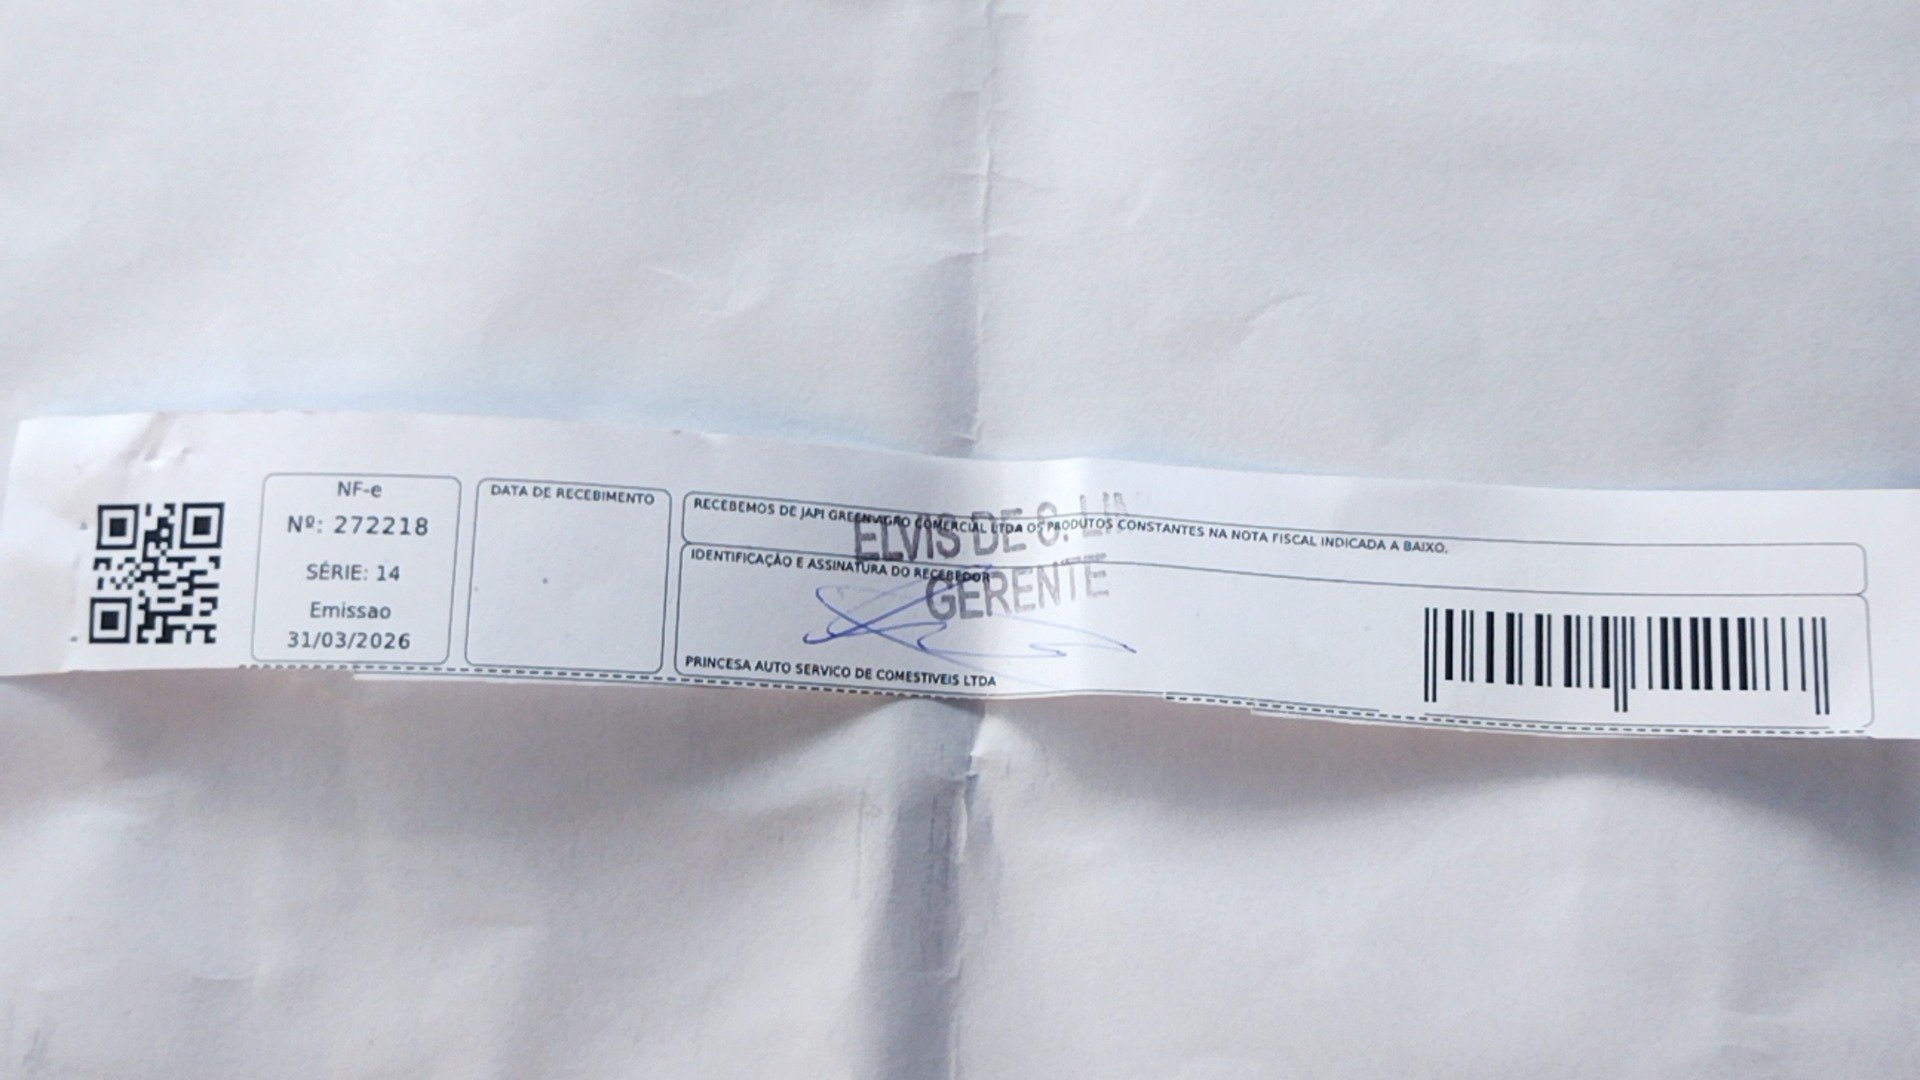 NF-e
Nº: 272218
SÉRIE: 14
Emissao
31/03/2026
DATA DE RECEBIMENTO
RECEBEMOS DE JAPI GREENVAGRO COMERCIAL LTDA OS PRODUTOS CONSTANTES NA NOTA FISCAL INDICADA A BAIXO.
ELVIS DE
IDENTIFICAÇÃO E ASSINATURA DO RECEBEDOR
GERENTE
PRINCESA AUTO SERVICO DE COMESTIVEIS LTDA